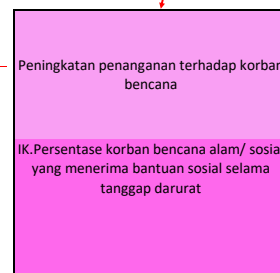 Peningkatan penanganan terhadap korban
bencana
IK.Persentase korban bencana alam/ sosia
yang menerima bantuan sosial selama
tanggap darurat